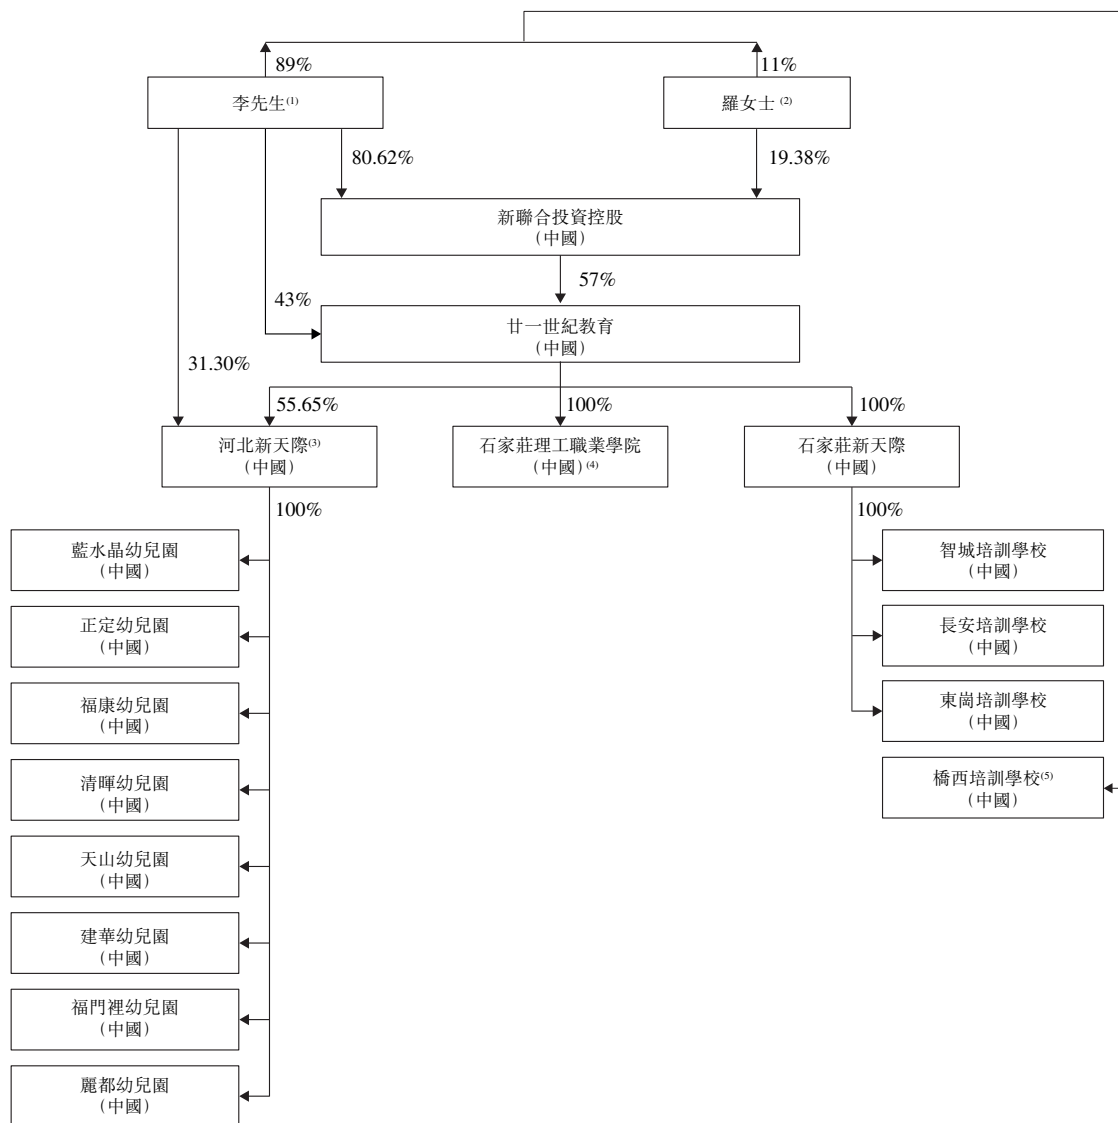 89%
11%
李先生(1)
羅女士(2)
80.62%
19.38%
新聯合投資控股
(中國)
57%
43%
廿一世紀教育
(中國)
31.30%
55.65%
100%
100%
河北新天際(3)
(中國)
石家莊理工職業學院
(中國)(4)
石家莊新天際
(中國)
100%
100%
藍水晶幼兒園
(中國)
正定幼兒園
(中國)
福康幼兒園
(中國)
清暉幼兒園
(中國)
天山幼兒園
(中國)
建華幼兒園
(中國)
福門裡幼兒園
(中國)
麗都幼兒園
(中國)
智城培訓學校
(中國)
長安培訓學校
(中國)
東崗培訓學校
(中國)
橋西培訓學校(5)
(中國)